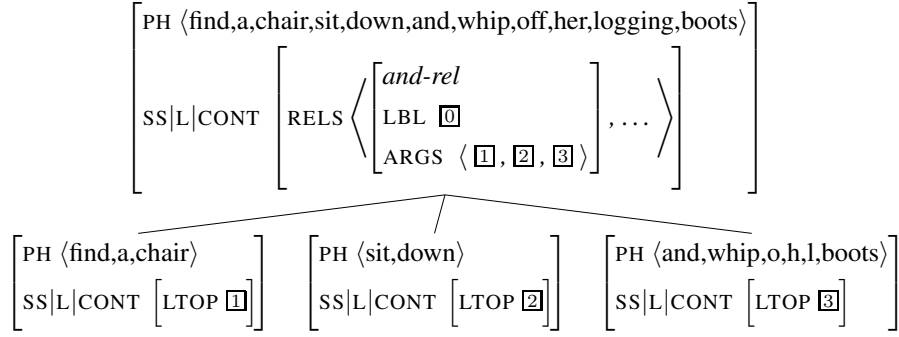 PH ⟨find,a,chair,sit,down,and,whip,off,her,logging,boots⟩
and-rel
SS|L|CONT RELS LBL 0 , ...
ARGS ⟨ 1 , 2 , 3 ⟩
PH ⟨find,a,chair⟩ PH ⟨sit,down⟩ PH ⟨and,whip,o,h,l,boots⟩
SS|L|CONT [LTOP 1] SS|L|CONT [LTOP 2] SS|L|CONT [LTOP 3]